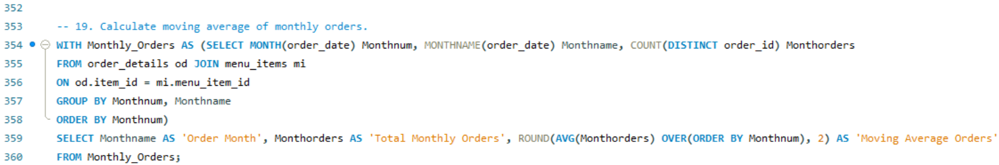 352
353 -- 19. Calculate moving average of monthly orders.
354 WITH Monthly_Orders AS (SELECT MONTH(order_date) Monthnum, MONTHNAME(order_date) Monthname, COUNT(DISTINCT order_id) Monthorders
355 FROM order_details od JOIN menu_items mi
356 ON od.item_id = mi.menu_item_id
357 GROUP BY Monthnum, Monthname
358 ORDER BY Monthnum)
359 SELECT Monthname AS 'Order Month', Monthorders AS 'Total Monthly Orders', ROUND(AVG(Monthorders) OVER(ORDER BY Monthnum), 2) AS 'Moving Average Orders'
360 FROM Monthly_Orders;